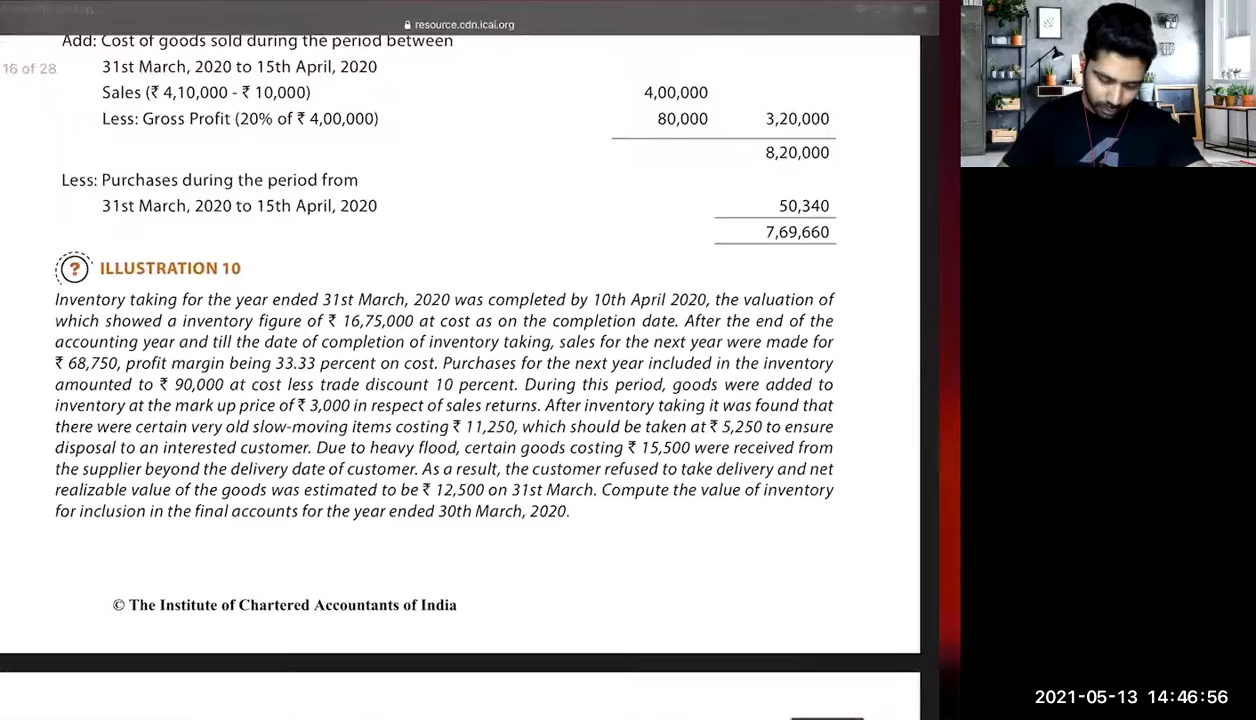 resource.cdn.icai.org
Add: Cost of goods sold during the period between
16 of 28
31st March, 2020 to 15th April, 2020
Sales (₹ 4,10,000 - ₹ 10,000) 4,00,000
Less: Gross Profit (20% of ₹ 4,00,000) 80,000 3,20,000
8,20,000
Less: Purchases during the period from
31st March, 2020 to 15th April, 2020 50,340
7,69,660
? ILLUSTRATION 10
Inventory taking for the year ended 31st March, 2020 was completed by 10th April 2020, the valuation of
which showed a inventory figure of ₹ 16,75,000 at cost as on the completion date. After the end of the
accounting year and till the date of completion of inventory taking, sales for the next year were made for
₹ 68,750, profit margin being 33.33 percent on cost. Purchases for the next year included in the inventory
amounted to ₹ 90,000 at cost less trade discount 10 percent. During this period, goods were added to
inventory at the mark up price of ₹ 3,000 in respect of sales returns. After inventory taking it was found that
there were certain very old slow-moving items costing ₹ 11,250, which should be taken at ₹ 5,250 to ensure
disposal to an interested customer. Due to heavy flood, certain goods costing ₹ 15,500 were received from
the supplier beyond the delivery date of customer. As a result, the customer refused to take delivery and net
realizable value of the goods was estimated to be ₹ 12,500 on 31st March. Compute the value of inventory
for inclusion in the final accounts for the year ended 30th March, 2020.
© The Institute of Chartered Accountants of India
2021-05-13 14:46:56